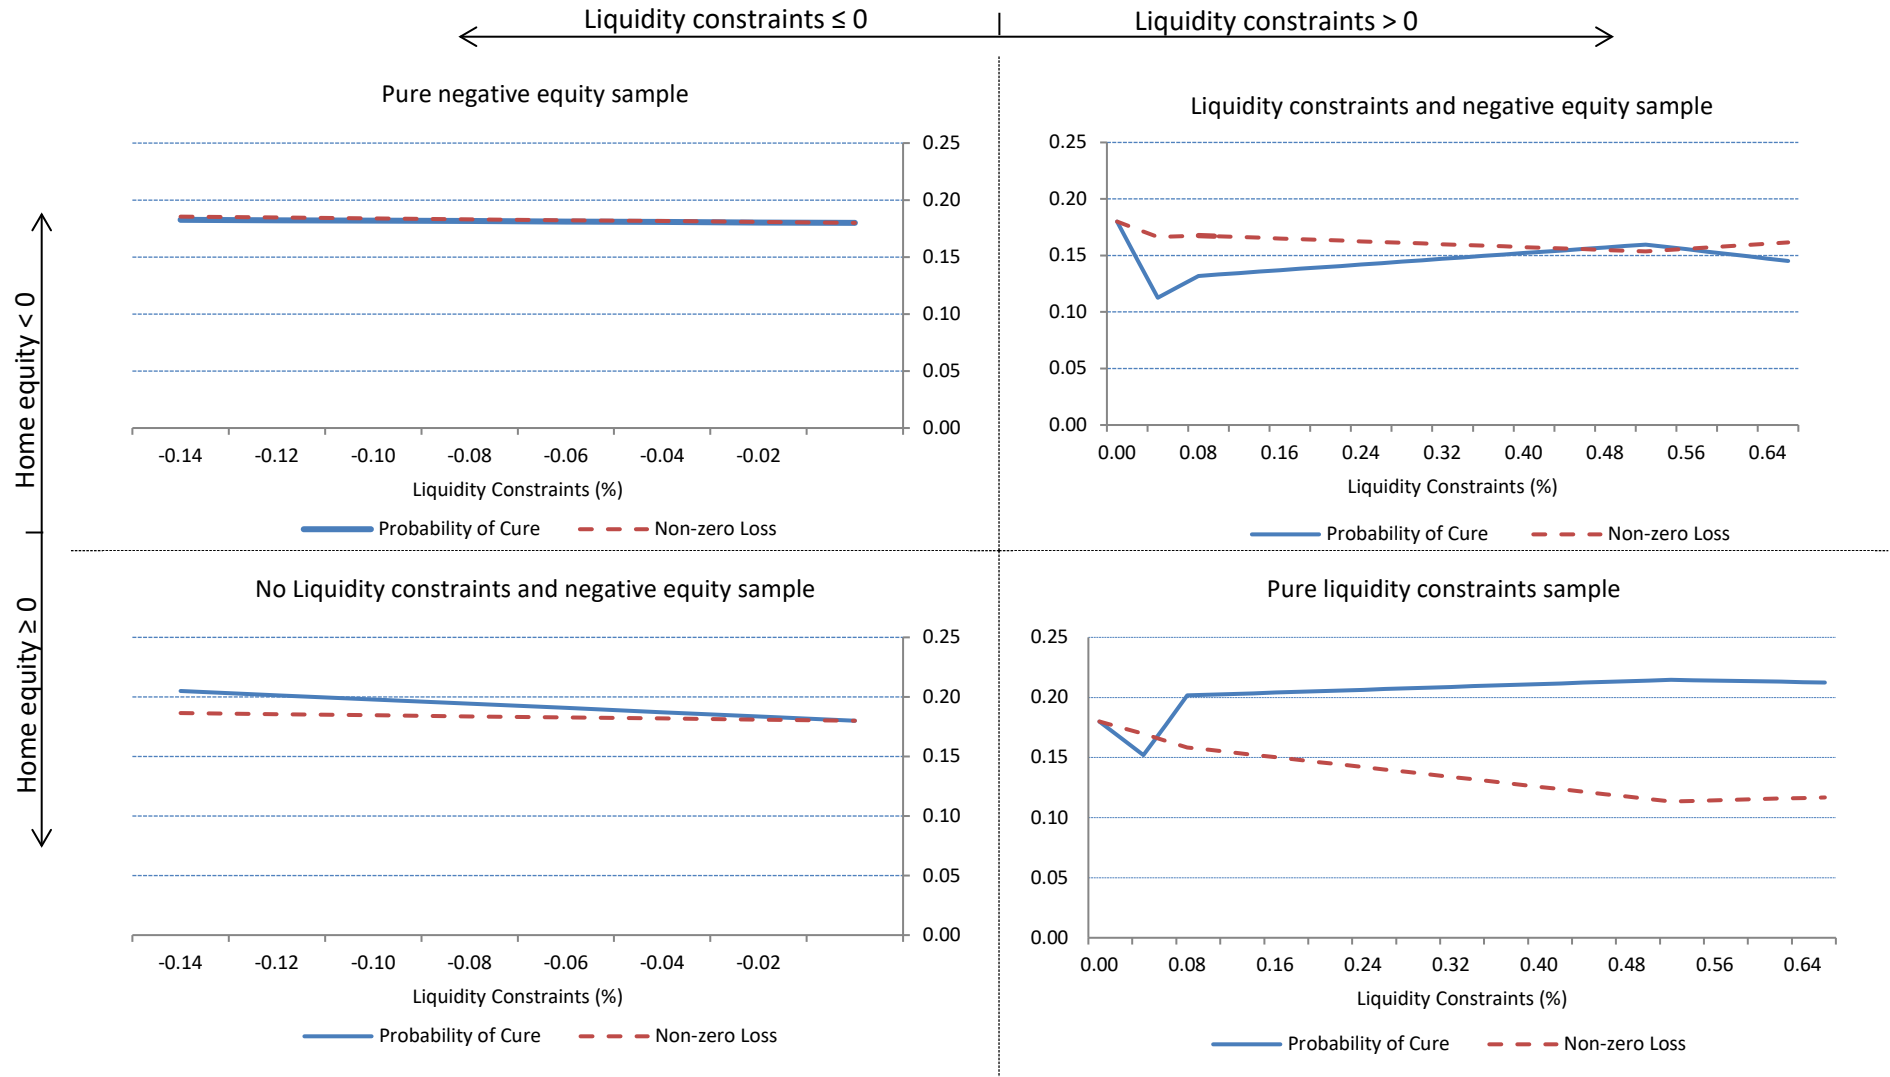 Liquidity constraints ≤ 0
Liquidity constraints > 0
Home equity < 0
Home equity ≥ 0
Pure negative equity sample
0.25
0.20
0.15
0.10
0.05
0.00
-0.14 -0.12 -0.10 -0.08 -0.06 -0.04 -0.02
Liquidity Constraints (%)
Probability of Cure Non-zero Loss
Liquidity constraints and negative equity sample
0.25
0.20
0.15
0.10
0.05
0.00
0.00 0.08 0.16 0.24 0.32 0.40 0.48 0.56 0.64
Liquidity Constraints (%)
Probability of Cure Non-zero Loss
No Liquidity constraints and negative equity sample
0.25
0.20
0.15
0.10
0.05
0.00
-0.14 -0.12 -0.10 -0.08 -0.06 -0.04 -0.02
Liquidity Constraints (%)
Probability of Cure Non-zero Loss
Pure liquidity constraints sample
0.25
0.20
0.15
0.10
0.05
0.00
0.00 0.08 0.16 0.24 0.32 0.40 0.48 0.56 0.64
Liquidity Constraints (%)
Probability of Cure Non-zero Loss